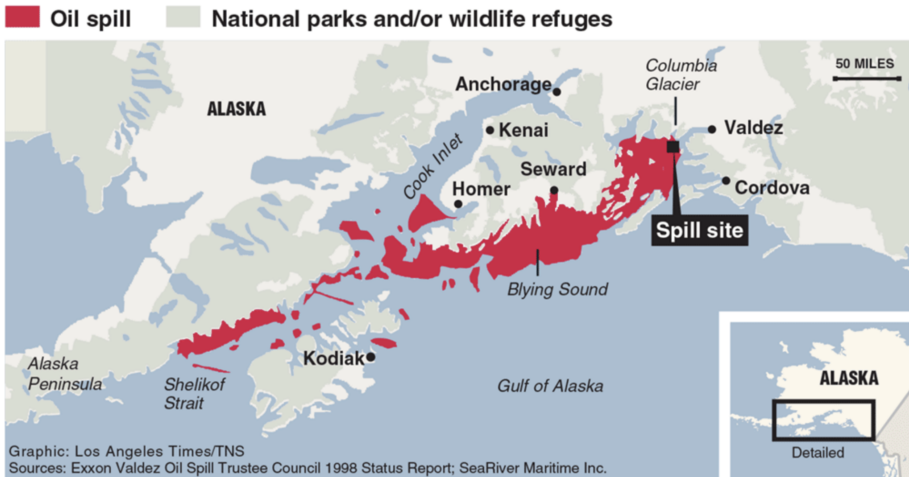 Oil spill
National parks and/or wildlife refuges
50 MILES
Columbia
Glacier
Anchorage
ALASKA
Kenai
Valdez
Cook Inlet
Seward
Homer
Cordova
Spill site
Blying Sound
Kodiak
Alaska
Peninsula
Shelikof
Strait
Gulf of Alaska
ALASKA
Detailed
Graphic: Los Angeles Times/TNS
Sources: Exxon Valdez Oil Spill Trustee Council 1998 Status Report; SeaRiver Maritime Inc.